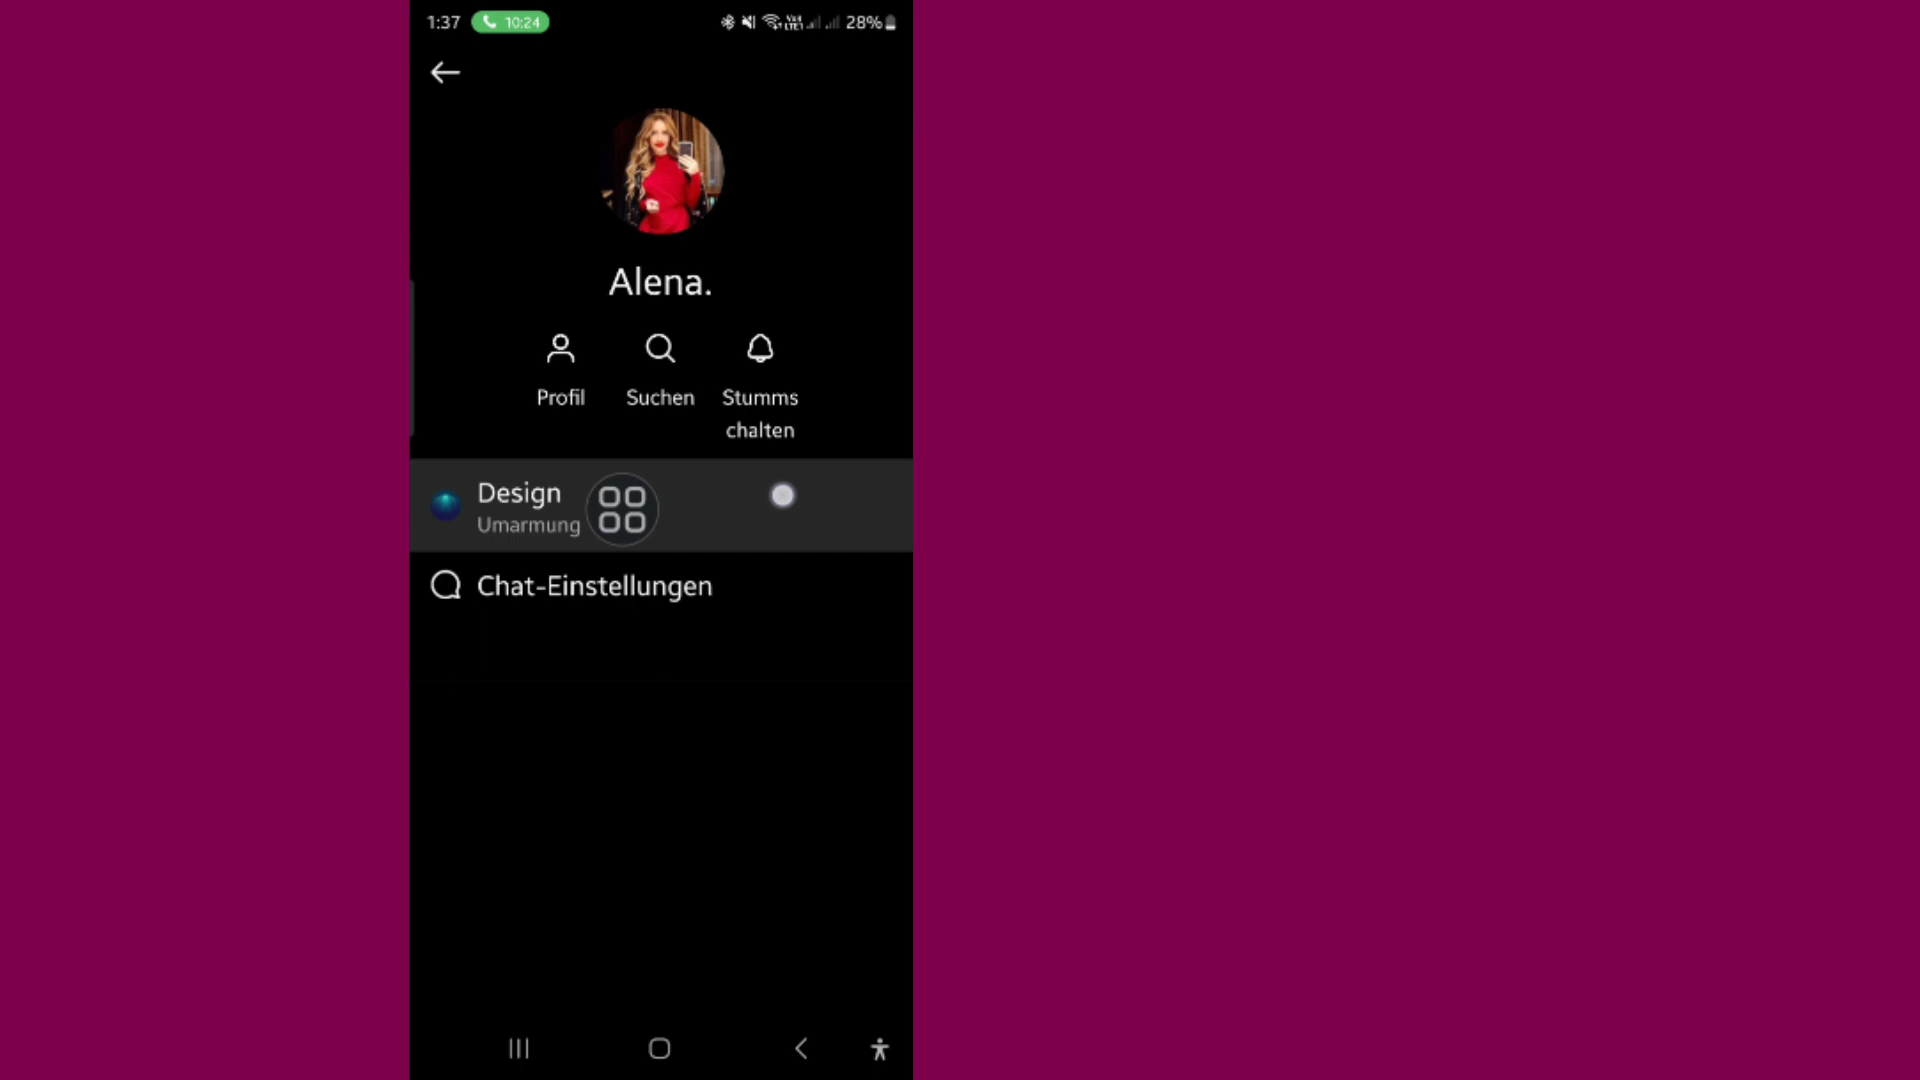 1:37 10:24 28%
Alena.
Profil Suchen Stumms
chalten
Design
Umarmung
Chat-Einstellungen